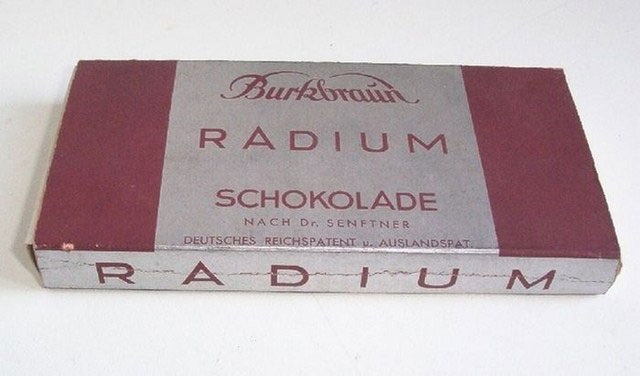 Burkbraun
RADIUM
SCHOKOLADE
NACH Dr. SENFTNER
DEUTSCHES REICHSPATENT u. AUSLANDSPAT.
RADIUM